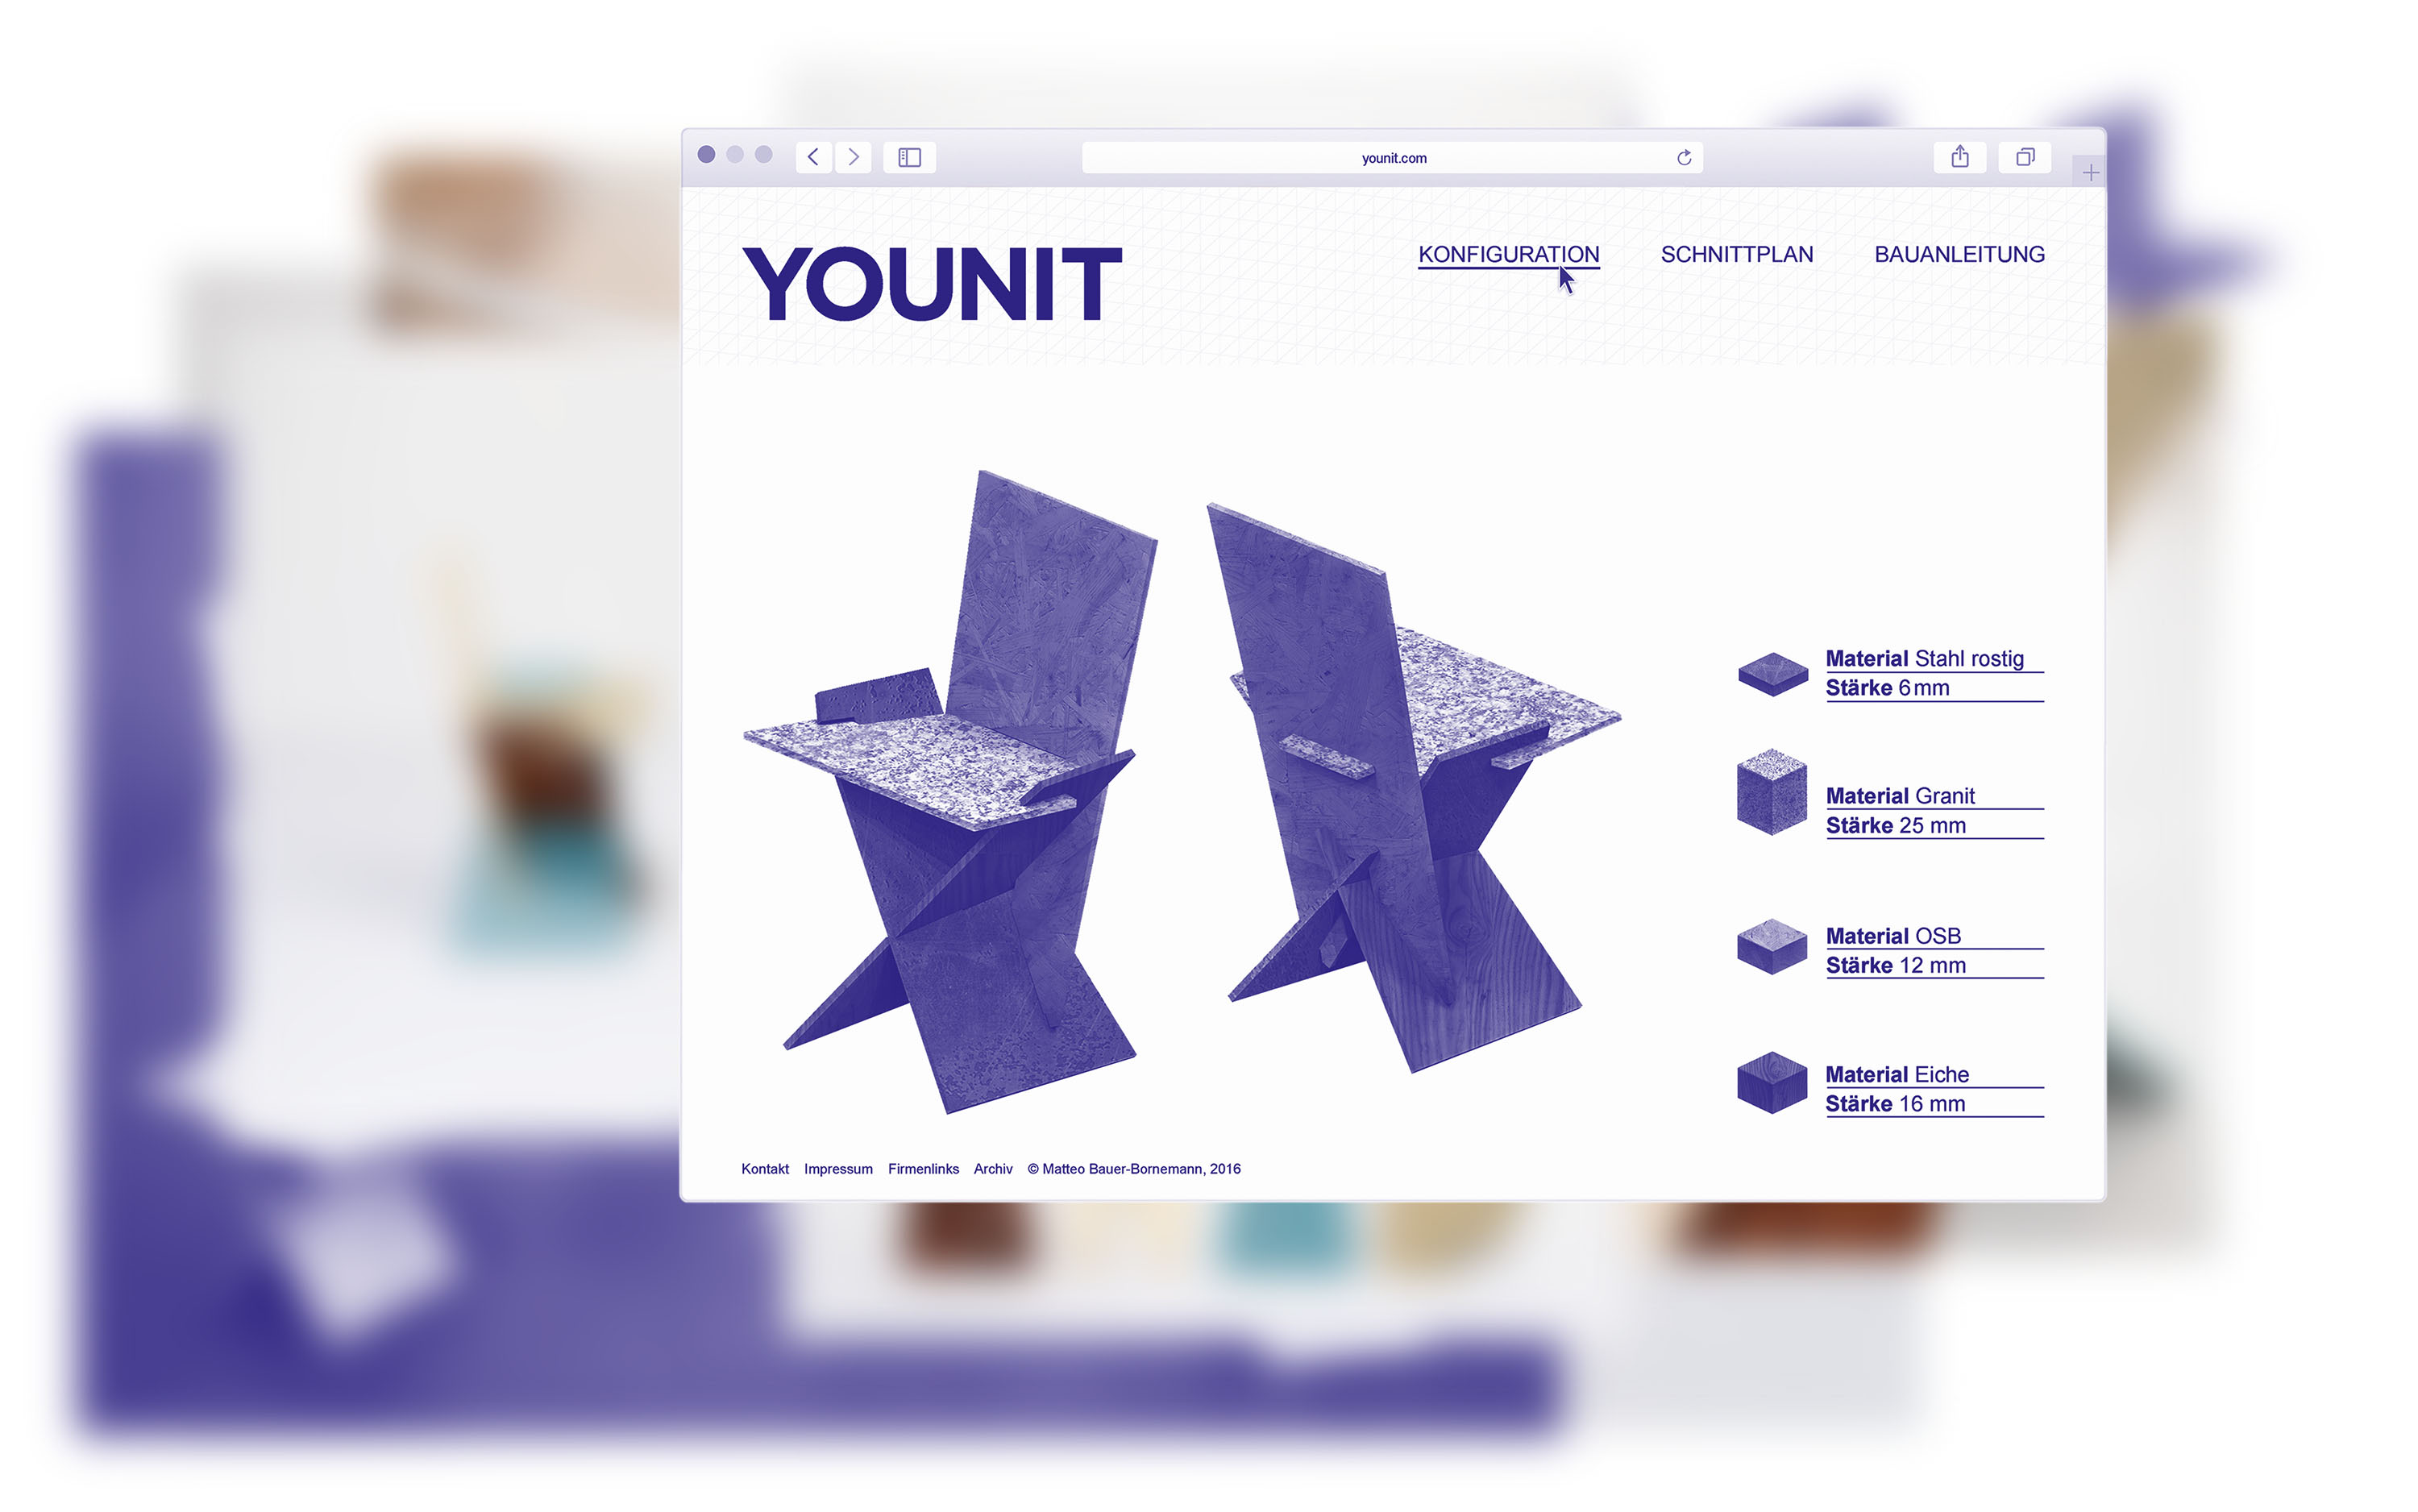 younit.com
YOUNIT
KONFIGURATION SCHNITTPLAN BAUANLEITUNG
Material Stahl rostig
Stärke 6 mm
Material Granit
Stärke 25 mm
Material OSB
Stärke 12 mm
Material Eiche
Stärke 16 mm
Kontakt Impressum Firmenlinks Archiv © Matteo Bauer-Bornemann, 2016